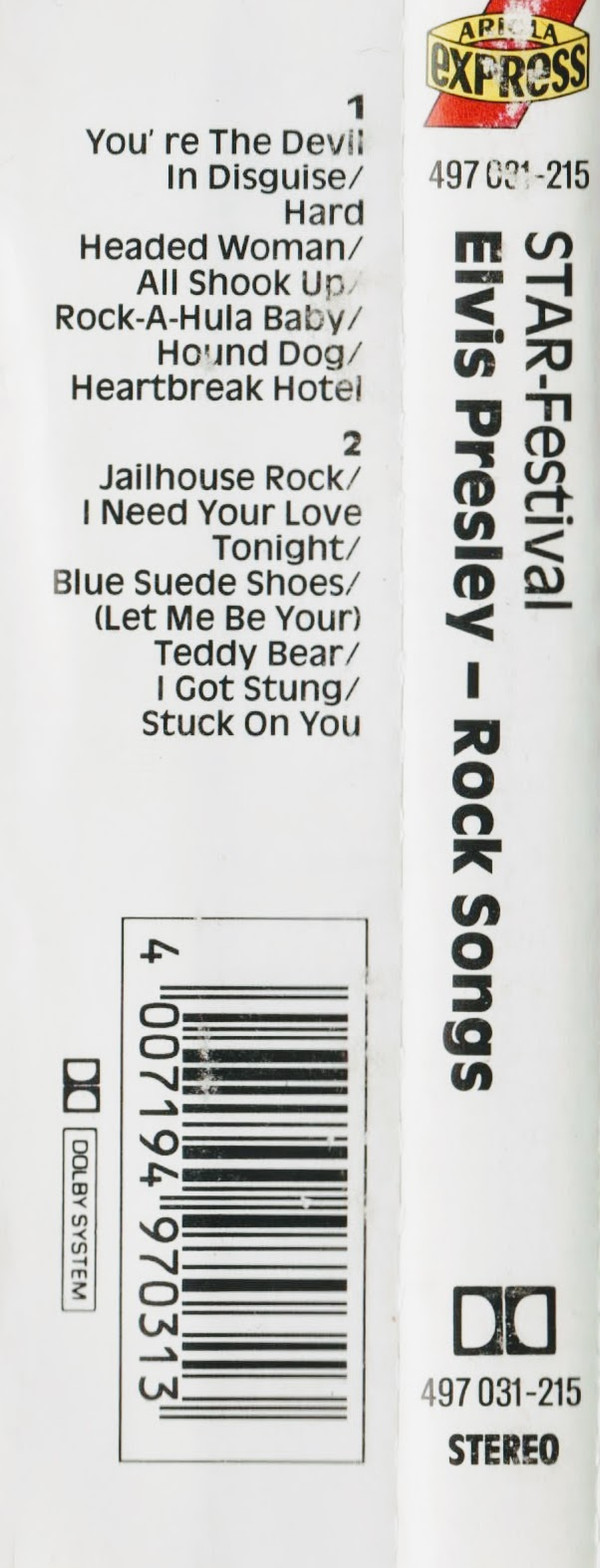 1
You' re The Devil
In Disguise/
Hard
Headed Woman/
All Shook Up/
Rock-A-Hula Baby/
Hound Dog/
Heartbreak Hotel
2
Jailhouse Rock/
I Need Your Love
Tonight/
Blue Suede Shoes/
(Let Me Be Your)
Teddy Bear/
I Got Stung/
Stuck On You
4 007194 970313
DOLBY SYSTEM
ARIOLA
EXPRESS
497 031-215
STAR-Festival
Elvis Presley – Rock Songs
497 031-215
STEREO